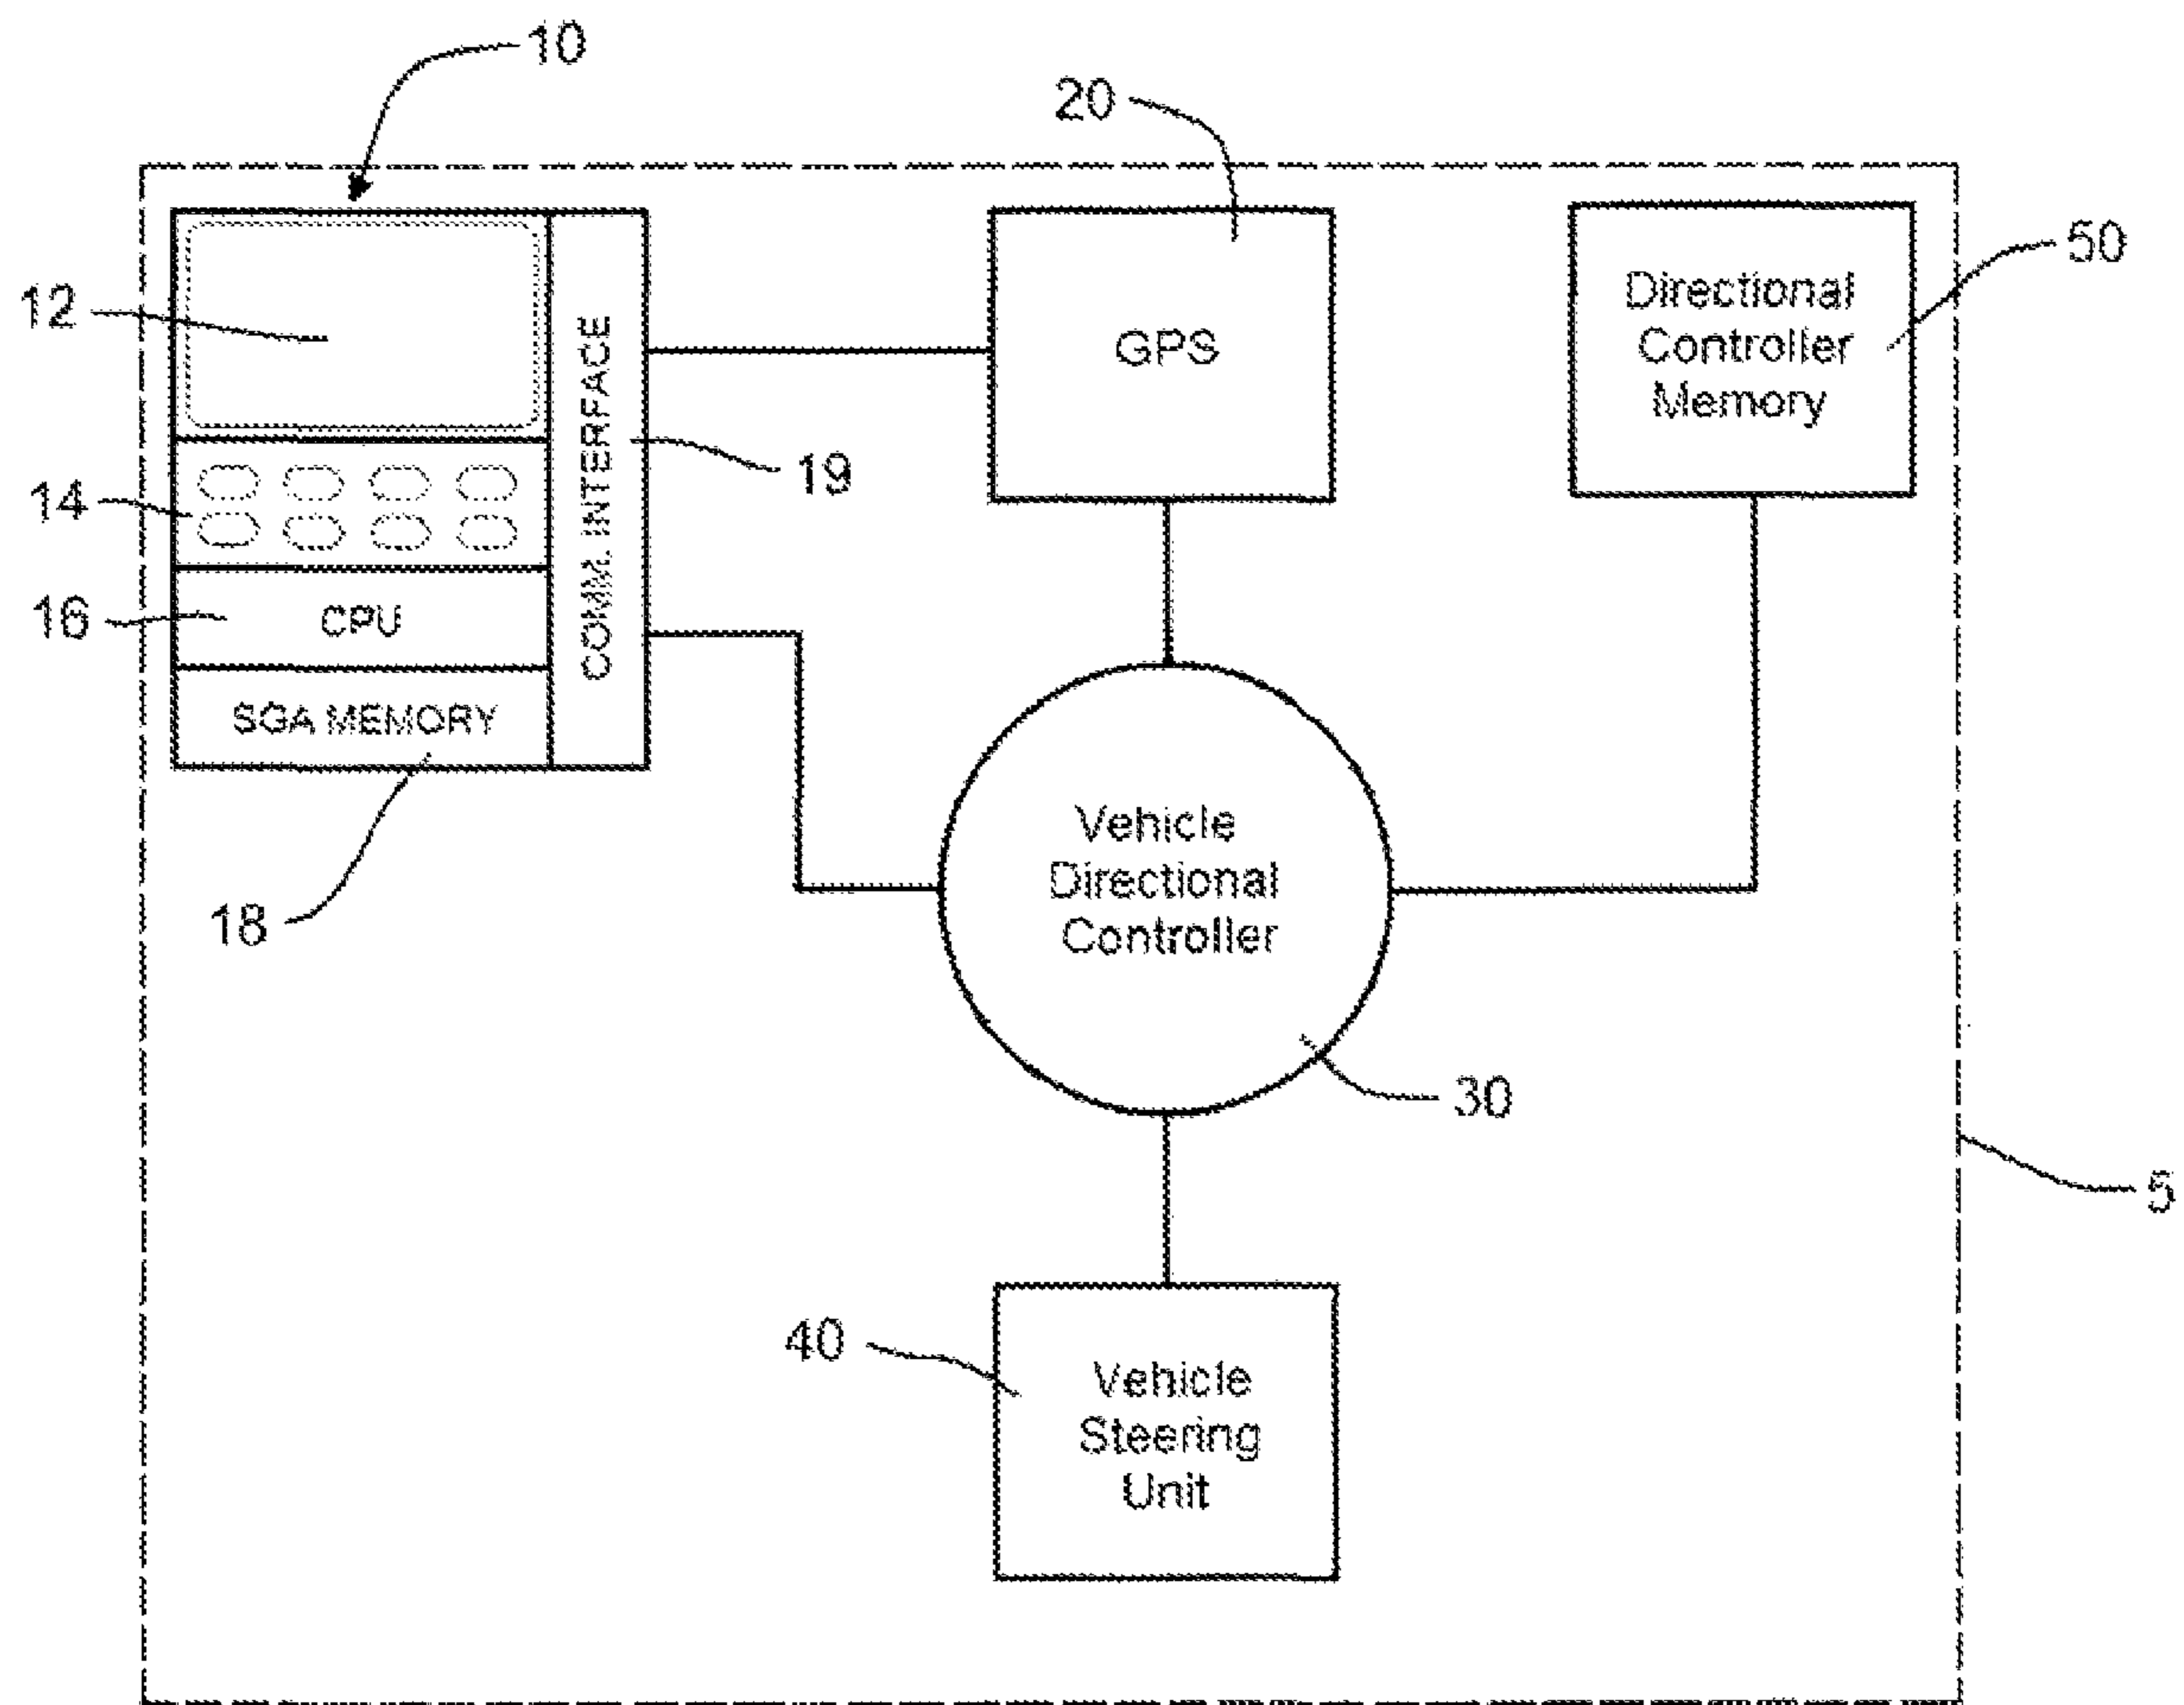 10
20
50
12
14
16
18
19
COMM. INTERFACE
CPU
SGA MEMORY
GPS
Directional
Controller
Memory
Vehicle
Directional
Controller
30
5
40
Vehicle
Steering
Unit